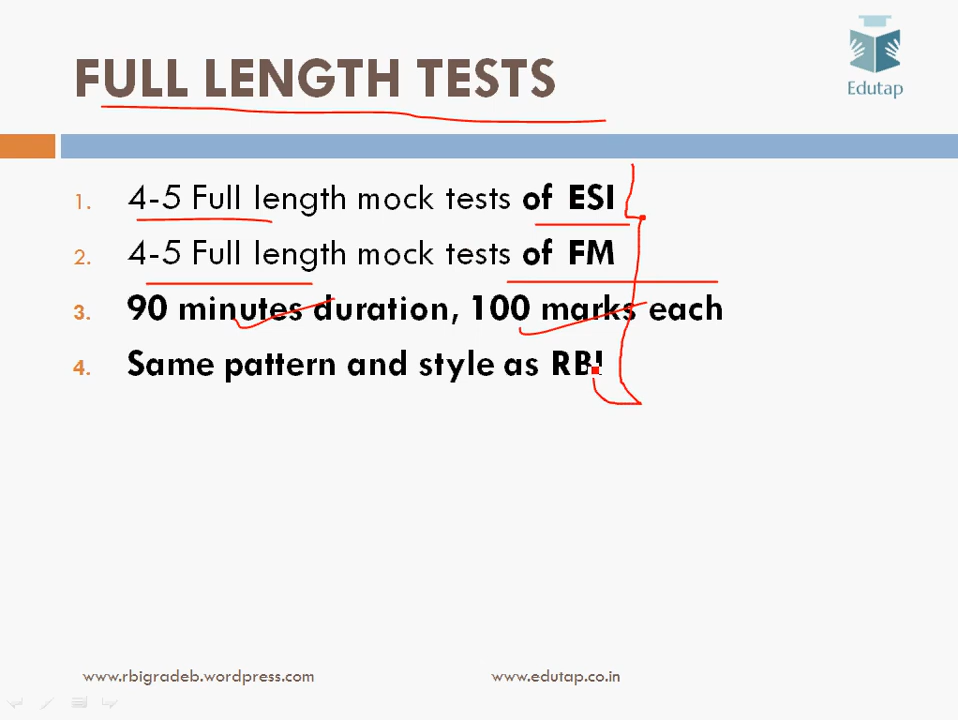 FULL LENGTH TESTS
Edutap
1. 4-5 Full length mock tests of ESI
2. 4-5 Full length mock tests of FM
3. 90 minutes duration, 100 marks each
4. Same pattern and style as RBI
www.rbigradeb.wordpress.com
www.edutap.co.in